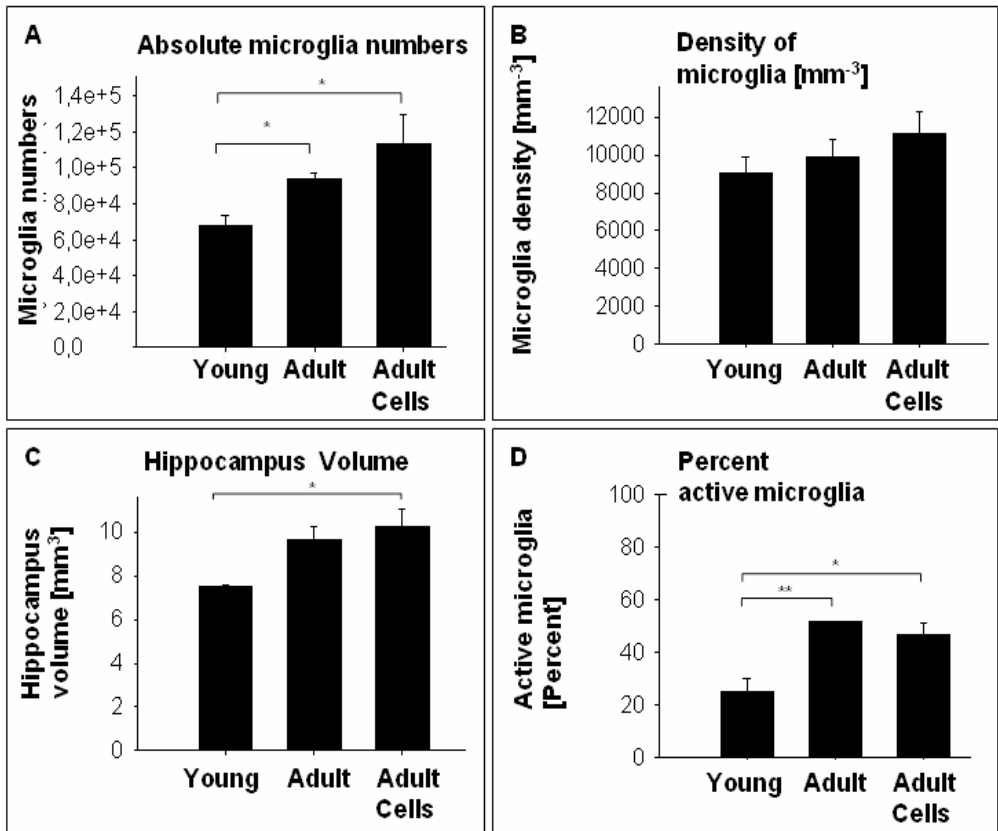 A
Absolute microglia numbers
Microglia numbers
1,4e+5
1,2e+5
1,0e+5
8,0e+4
6,0e+4
4,0e+4
2,0e+4
0,0
*
*
Young
Adult
Adult
Cells
B
Density of
microglia [mm-3]
Microglia density [mm-3]
12000
10000
8000
6000
4000
2000
0
Young
Adult
Adult
Cells
C
Hippocampus Volume
Hippocampus
volume [mm3]
10
8
6
4
2
0
*
Young
Adult
Adult
Cells
D
Percent
active microglia
Active microglia
[Percent]
100
80
60
40
20
0
*
**
Young
Adult
Adult
Cells